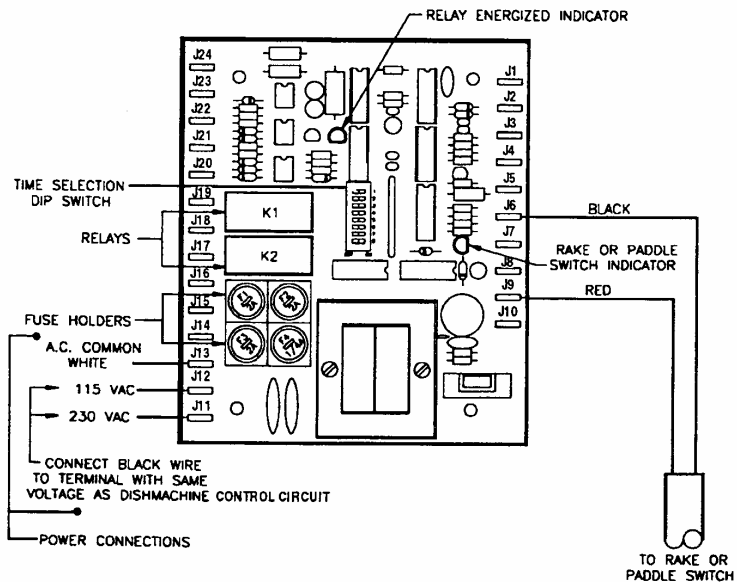 RELAY ENERGIZED INDICATOR
J24
J23
J22
J21
J20
J19
J18
J17
J16
J15
J14
J13
J12
J11
J1
J2
J3
J4
J5
J6
J7
J8
J9
J10
TIME SELECTION
DIP SWITCH
K1
K2
RELAYS
FUSE HOLDERS
A.C. COMMON
WHITE
115 VAC
230 VAC
CONNECT BLACK WIRE
TO TERMINAL WITH SAME
VOLTAGE AS DISHMACHINE CONTROL CIRCUIT
POWER CONNECTIONS
BLACK
RAKE OR PADDLE
SWITCH INDICATOR
RED
TO RAKE OR
PADDLE SWITCH